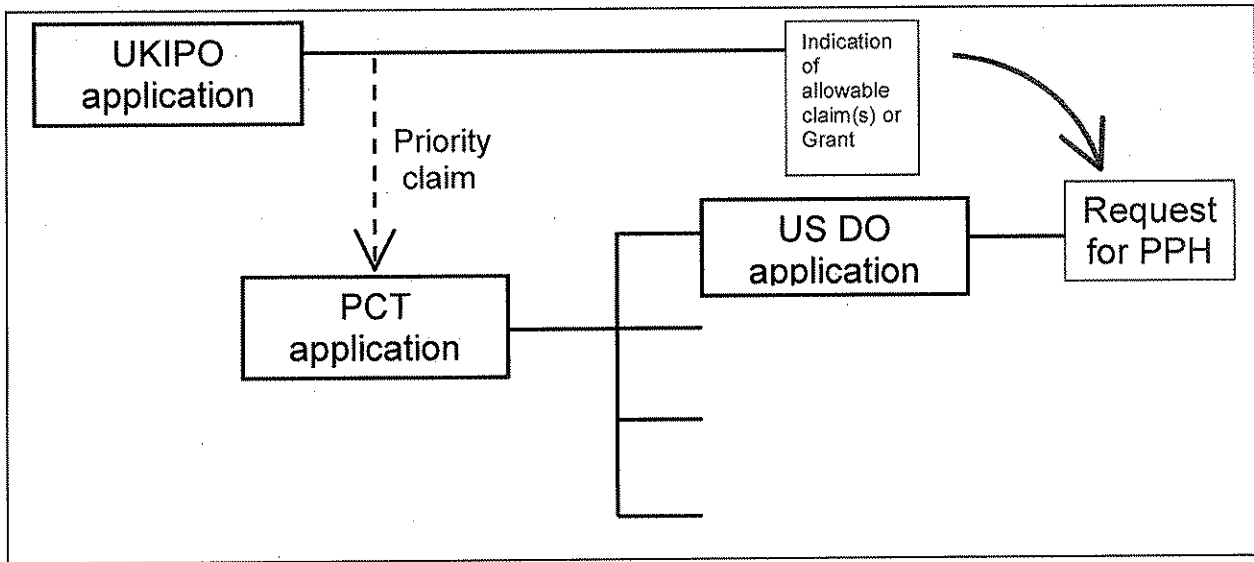 UKIPO
application
Indication
of
allowable
claim(s) or
Grant
Priority
claim
US DO
application
Request
for PPH
PCT
application